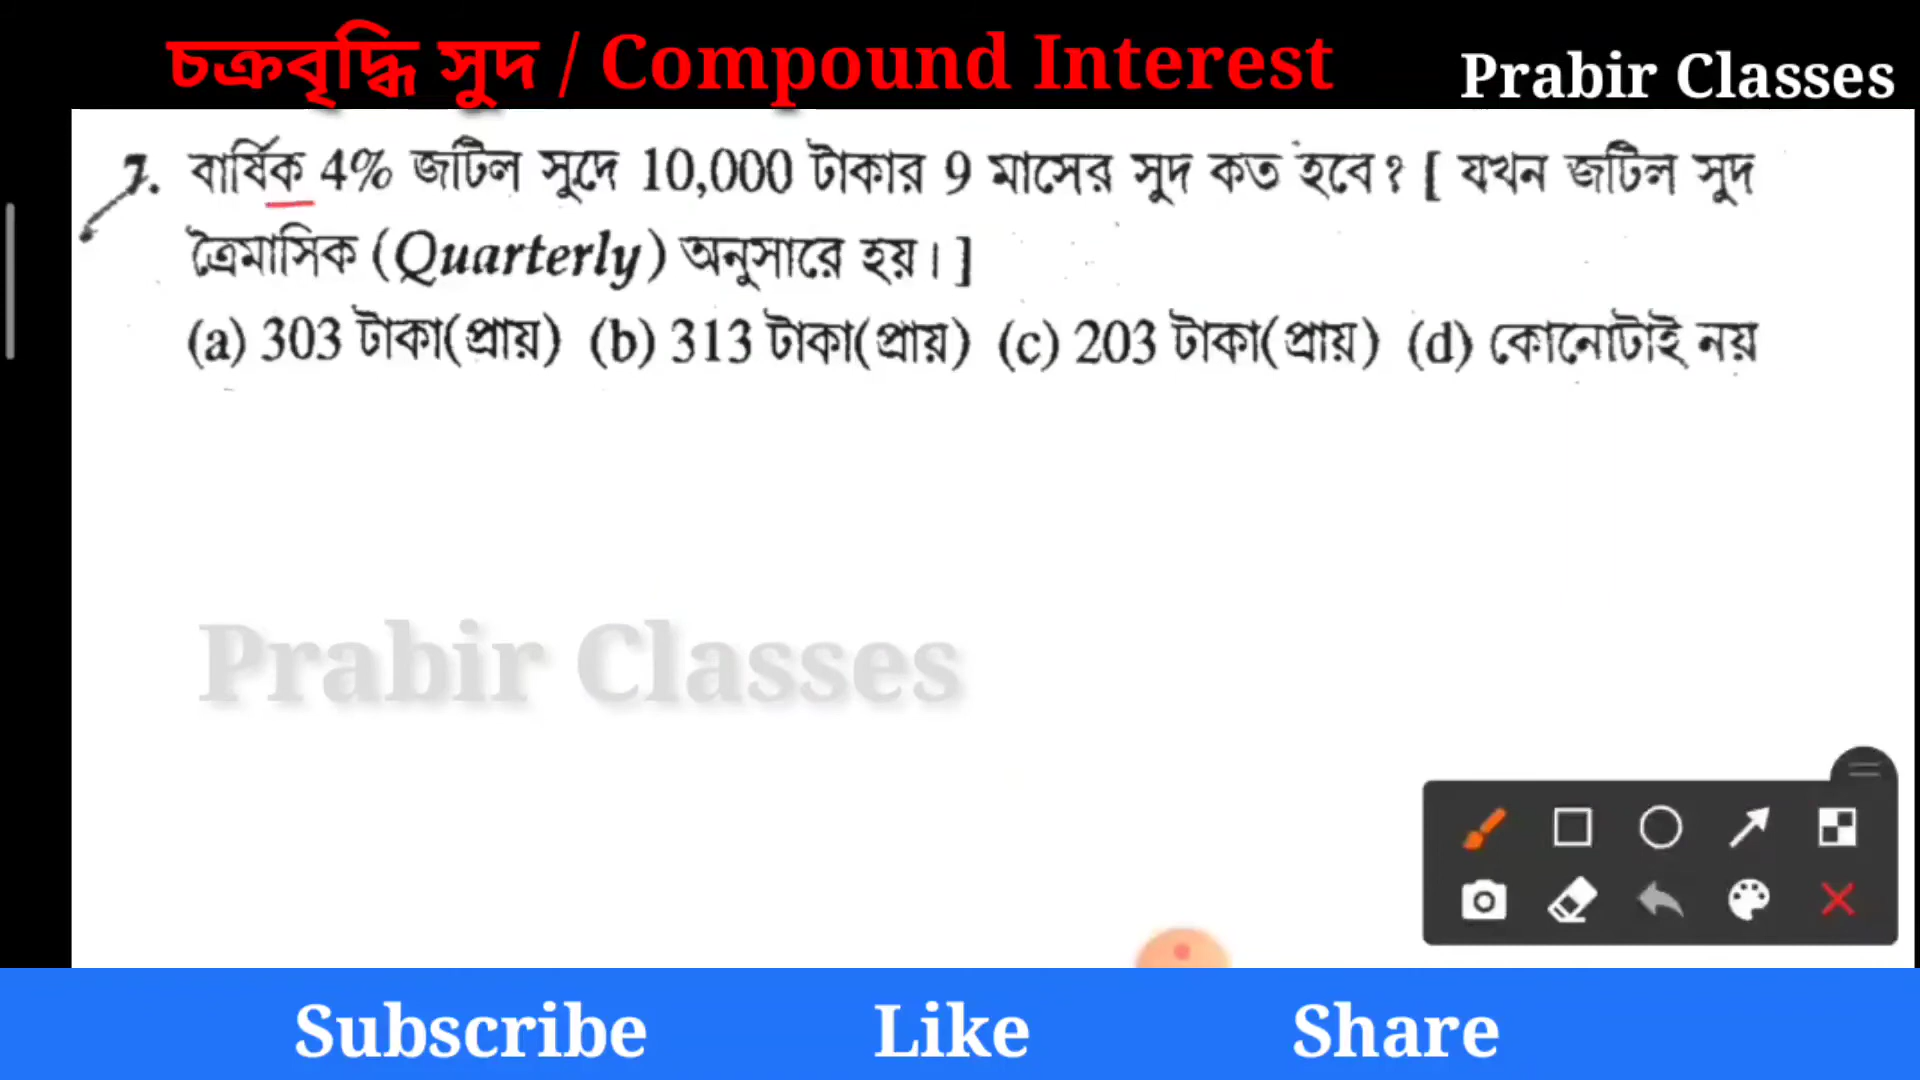 চক্রবৃদ্ধি সুদ / Compound Interest
Prabir Classes
7. বার্ষিক 4% জটিল সুদে 10,000 টাকার 9 মাসের সুদ কত হবে? [ যখন জটিল সুদ
ত্রৈমাসিক (Quarterly) অনুসারে হয়। ]
(a) 303 টাকা(প্রায়) (b) 313 টাকা(প্রায়) (c) 203 টাকা(প্রায়) (d) কোনোটাই নয়
Prabir Classes
Subscribe Like Share